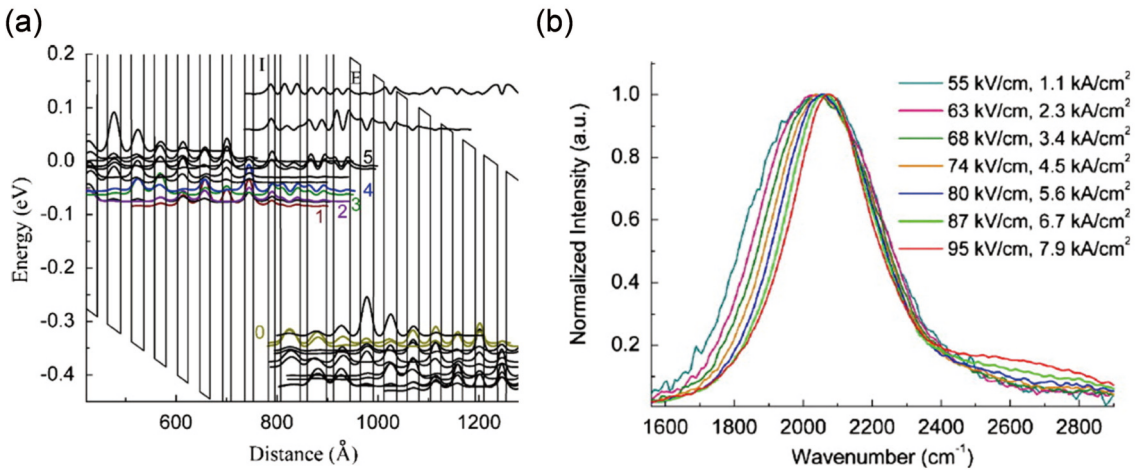 (a)
(b)
0.2
0.1
0.0
-0.1
-0.2
-0.3
-0.4
Energy (eV)
I
E
5
4
3
2
1
0
600
800
1000
1200
Distance (Å)
1.0
0.8
0.6
0.4
0.2
Normalized Intensity (a.u.)
55 kV/cm, 1.1 kA/cm²
63 kV/cm, 2.3 kA/cm²
68 kV/cm, 3.4 kA/cm²
74 kV/cm, 4.5 kA/cm²
80 kV/cm, 5.6 kA/cm²
87 kV/cm, 6.7 kA/cm²
95 kV/cm, 7.9 kA/cm²
1600
1800
2000
2200
2400
2600
2800
Wavenumber (cm⁻¹)